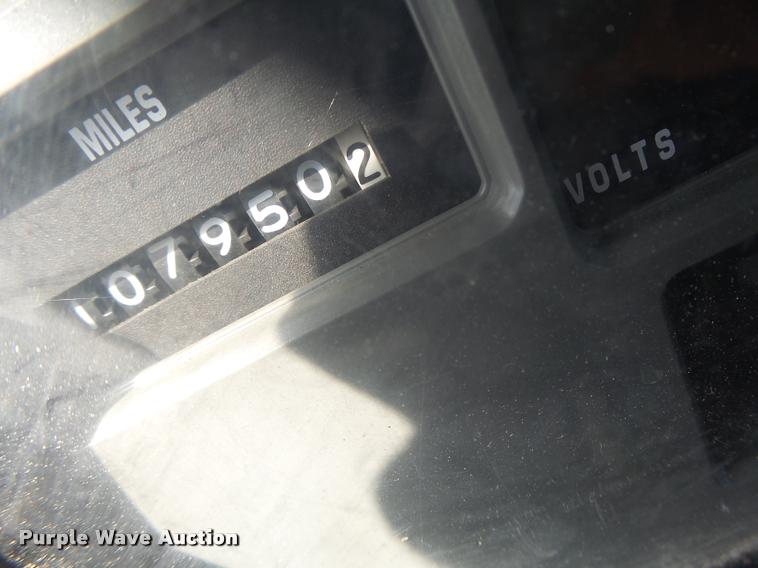 MILES
1079502
VOLTS
Purple Wave Auction